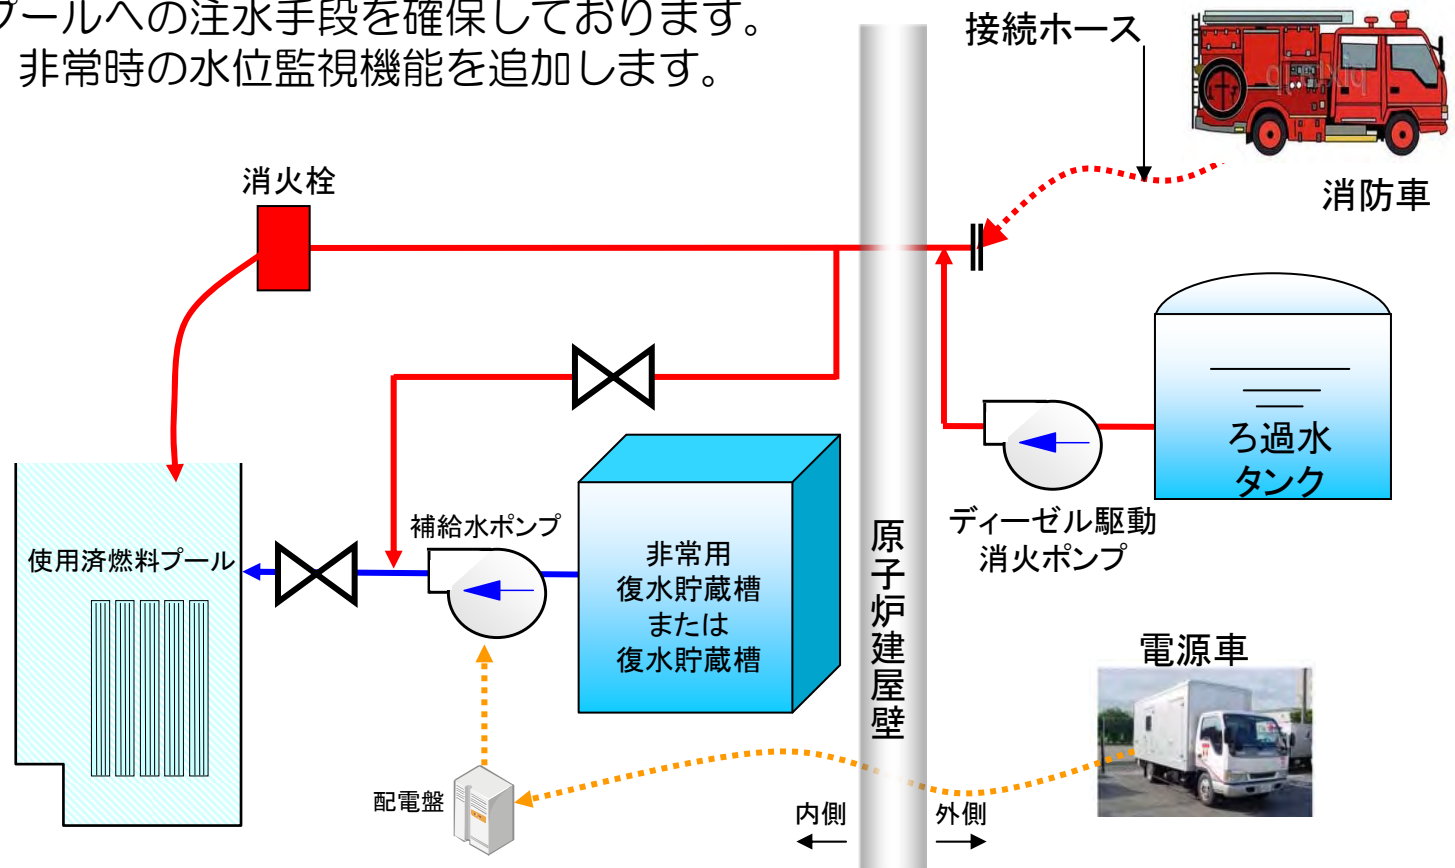 プールへの注水手段を確保しております。
非常時の水位監視機能を追加します。
接続ホース
消防車
消火栓
ろ過水
タンク
ディーゼル駆動
消火ポンプ
補給水ポンプ
使用済燃料プール
非常用
復水貯蔵槽
または
復水貯蔵槽
原子炉建屋壁
電源車
配電盤
内側
外側